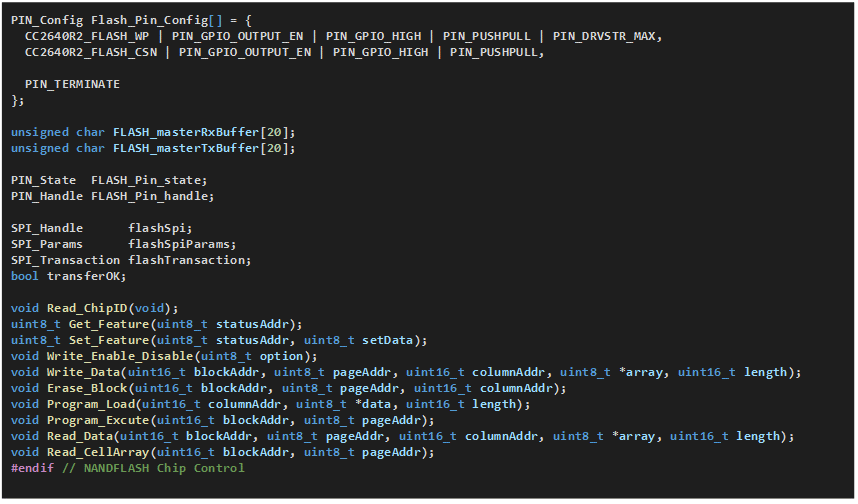 PIN_Config Flash_Pin_Config[] = {
  CC2640R2_FLASH_WP | PIN_GPIO_OUTPUT_EN | PIN_GPIO_HIGH | PIN_PUSHPULL | PIN_DRVSTR_MAX,
  CC2640R2_FLASH_CSN | PIN_GPIO_OUTPUT_EN | PIN_GPIO_HIGH | PIN_PUSHPULL,

  PIN_TERMINATE
};

unsigned char FLASH_masterRxBuffer[20];
unsigned char FLASH_masterTxBuffer[20];

PIN_State  FLASH_Pin_state;
PIN_Handle FLASH_Pin_handle;

SPI_Handle      flashSpi;
SPI_Params      flashSpiParams;
SPI_Transaction flashTransaction;
bool transferOK;

void Read_ChipID(void);
uint8_t Get_Feature(uint8_t statusAddr);
uint8_t Set_Feature(uint8_t statusAddr, uint8_t setData);
void Write_Enable_Disable(uint8_t option);
void Write_Data(uint16_t blockAddr, uint8_t pageAddr, uint16_t columnAddr, uint8_t *array, uint16_t length);
void Erase_Block(uint16_t blockAddr, uint8_t pageAddr, uint16_t columnAddr);
void Program_Load(uint16_t columnAddr, uint8_t *data, uint16_t length);
void Program_Excute(uint16_t blockAddr, uint8_t pageAddr);
void Read_Data(uint16_t blockAddr, uint8_t pageAddr, uint16_t columnAddr, uint8_t *array, uint16_t length);
void Read_CellArray(uint16_t blockAddr, uint8_t pageAddr);
#endif // NANDFLASH Chip Control